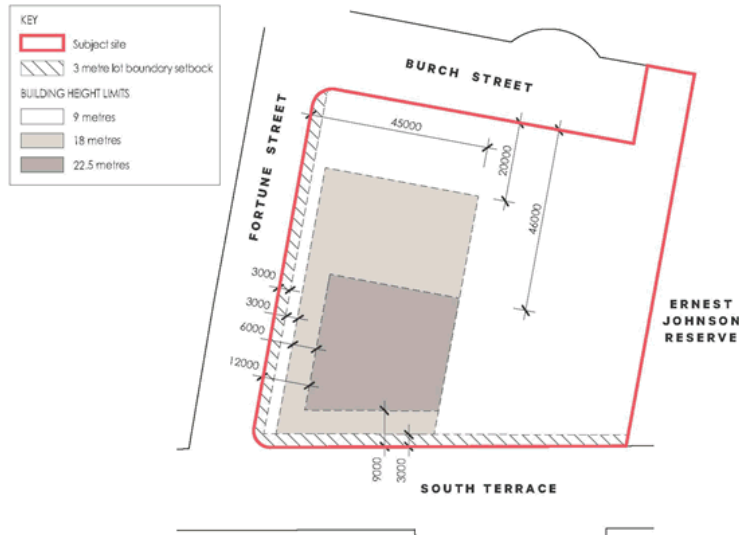 KEY
Subject site
3 metre lot boundary setback
BUILDING HEIGHT LIMITS
9 metres
18 metres
22.5 metres
BURCH STREET
FORTUNE STREET
45000
20000
46000
3000
3000
6000
12000
ERNEST
JOHNSON
RESERVE
9000
3000
SOUTH TERRACE